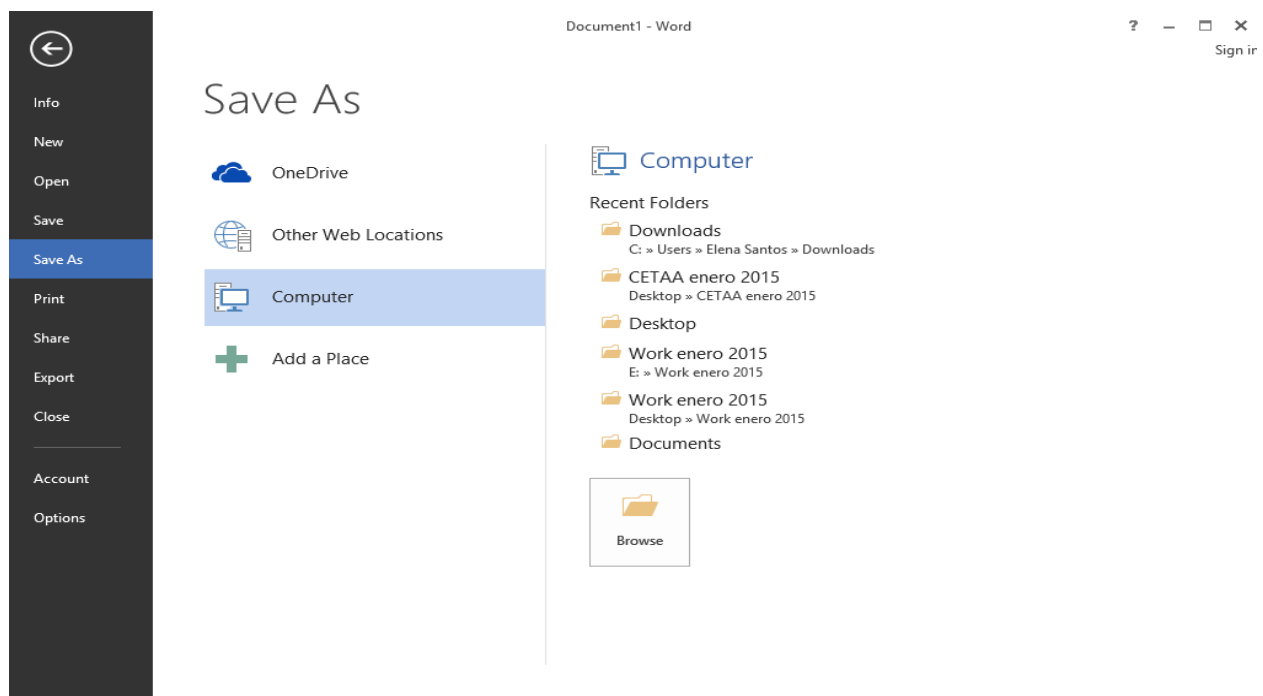 Document1 - Word
?
Sign in
Info
New
Open
Save
Save As
Print
Share
Export
Close
Account
Options
Save As
OneDrive
Other Web Locations
Computer
Add a Place
Computer
Recent Folders
Downloads
C: » Users » Elena Santos » Downloads
CETAA enero 2015
Desktop » CETAA enero 2015
Desktop
Work enero 2015
E: » Work enero 2015
Work enero 2015
Desktop » Work enero 2015
Documents
Browse